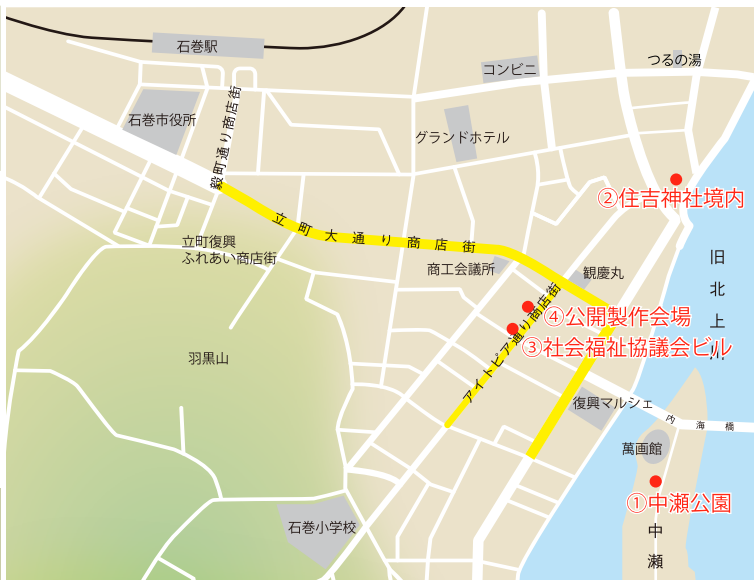 石巻駅
コンビニ
つるの湯
石巻市役所
毅町通り商店街
グランドホテル
②住吉神社境内
立町大通り商店街
立町復興
ふれあい商店街
商工会議所
観慶丸
旧北上川
④公開製作会場
③社会福祉協議会ビル
アイトピア通り商店街
羽黒山
復興マルシェ
内海橋
萬画館
①中瀬公園
中瀬
石巻小学校